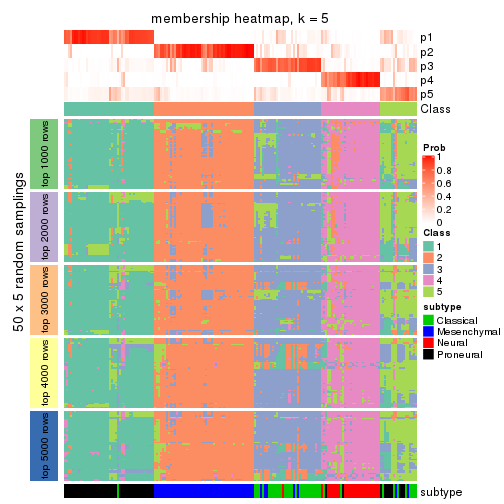 membership heatmap, k = 5
p1
p2
p3
p4
p5
Class
50 x 5 random samplings
top 1000 rows
top 2000 rows
top 3000 rows
top 4000 rows
top 5000 rows
subtype
Prob
1
0.8
0.6
0.4
0.2
0
Class
1
2
3
4
5
subtype
Classical
Mesenchymal
Neural
Proneural